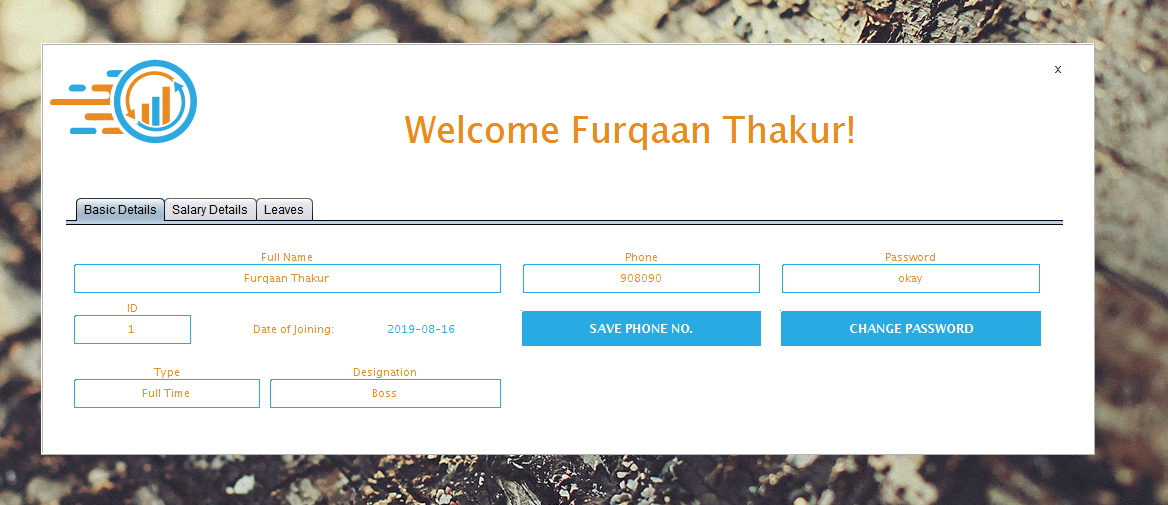 x
Welcome Furqaan Thakur!
Basic Details Salary Details Leaves
Full Name Phone Password
Furqaan Thakur 908090 okay
ID
1 Date of Joining: 2019-08-16 SAVE PHONE NO. CHANGE PASSWORD
Type Designation
Full Time Boss